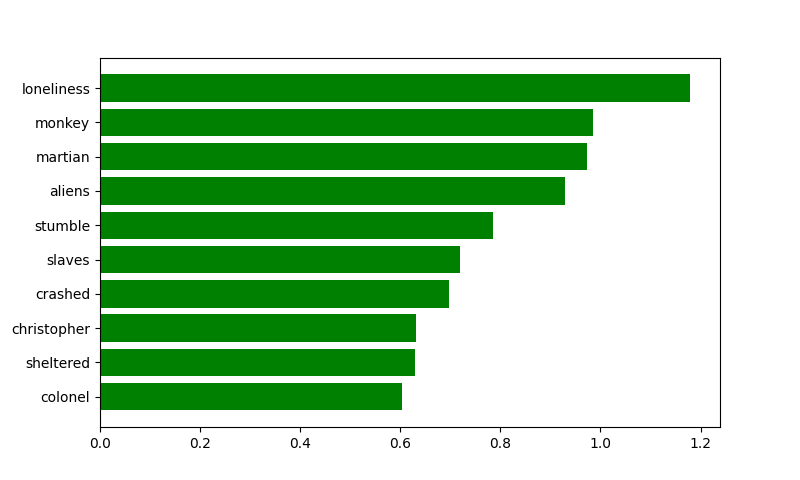 loneliness
monkey
martian
aliens
stumble
slaves
crashed
christopher
sheltered
colonel
0.0 0.2 0.4 0.6 0.8 1.0 1.2